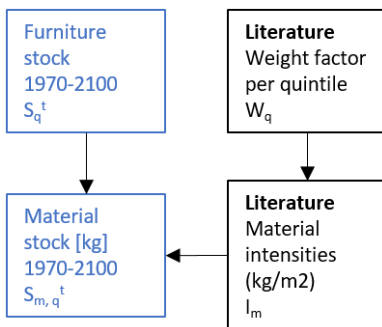 Furniture
stock
1970-2100
S_q^t
Literature
Weight factor
per quintile
W_q
Material
stock [kg]
1970-2100
S_m, q^t
Literature
Material
intensities
(kg/m2)
I_m